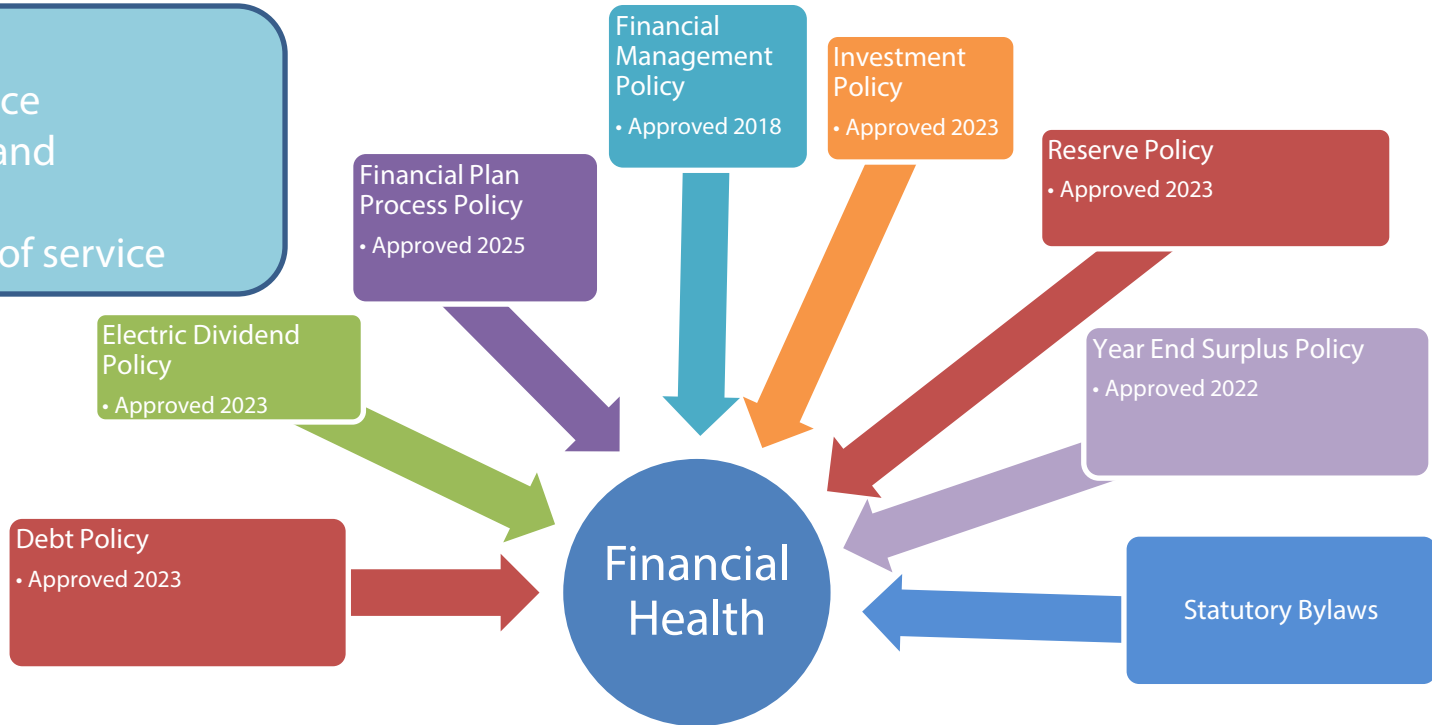 ce
and
of service
Financial
Management
Policy
• Approved 2018
Investment
Policy
• Approved 2023
Reserve Policy
• Approved 2023
Financial Plan
Process Policy
• Approved 2025
Electric Dividend
Policy
• Approved 2023
Year End Surplus Policy
• Approved 2022
Debt Policy
• Approved 2023
Financial
Health
Statutory Bylaws